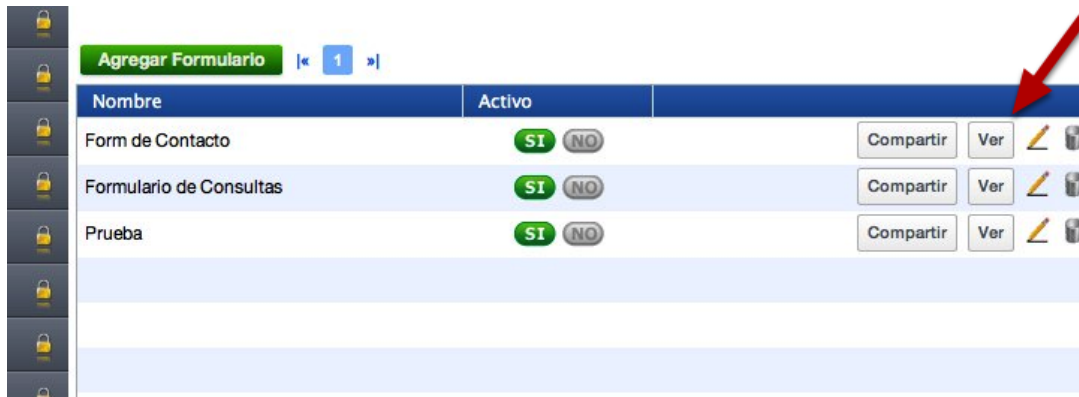 Agregar Formulario |« 1 »|
Nombre Activo
Form de Contacto SI NO Compartir Ver
Formulario de Consultas SI NO Compartir Ver
Prueba SI NO Compartir Ver